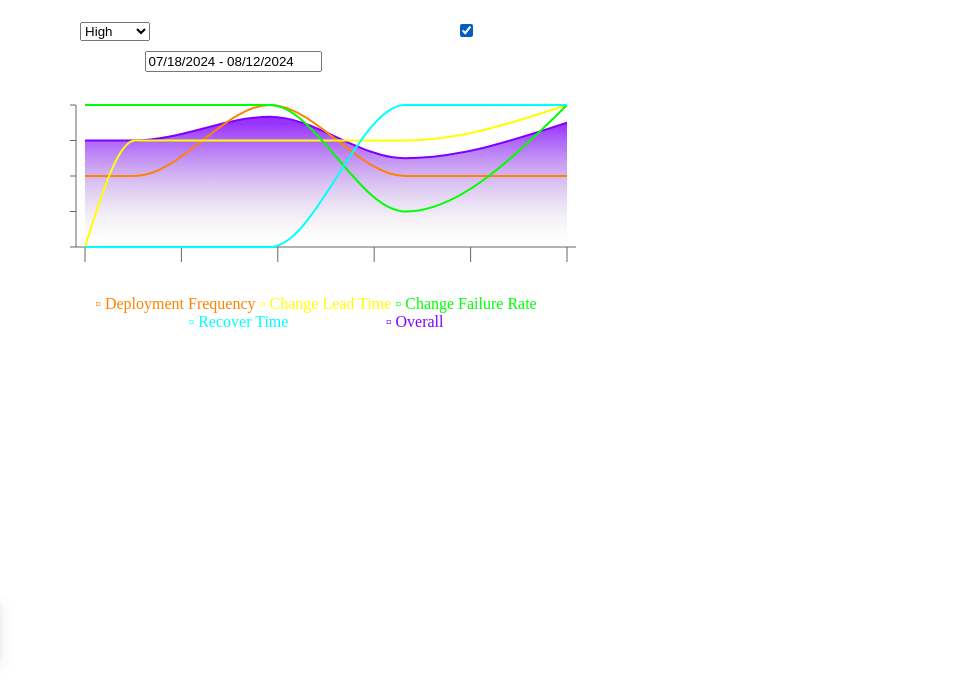 High
07/18/2024 - 08/12/2024
▫ Deployment Frequency ▫ Change Lead Time ▫ Change Failure Rate
▫ Recover Time ▫ Overall